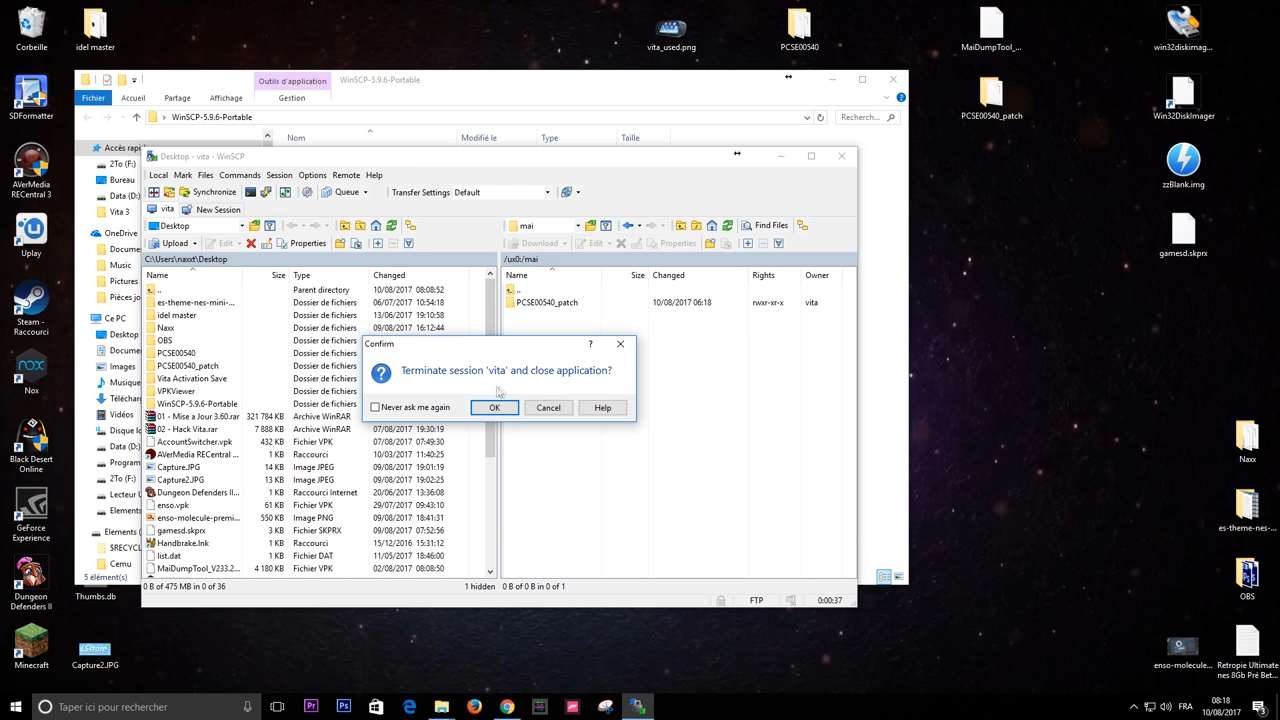 Corbeille
idel master
vita_used.png
PCSE00540
MaiDumpTool_...
win32diskimag...
SDFormatter
AVerMedia
RECentral 3
Uplay
Steam -
Raccourci
Nox
Black Desert
Online
GeForce
Experience
Dungeon
Defenders II
Minecraft
Thumbs.db
LSstore
Capture2.JPG
PCSE00540_patch
Win32DiskImager
zzBlank.img
gamesd.skprx
Naxx
es-theme-nes-...
OBS
enso-molecule...
Retropie Ultimate
nes 8Gb Pré Bet...
Outils d'application
WinSCP-5.9.6-Portable
Fichier
Accueil
Partage
Affichage
Gestion
WinSCP-5.9.6-Portable
Recherc...
Nom
Modifié le
Type
Taille
Accès rapi
2To (F:)
Bureau
Data (D:
Vita 3
OneDrive
Docume
Music
Pictures
Pièces jo
Ce PC
Desktop
Docume
Images
Musique
Téléchar
Vidéos
Disque lo
Data (D:
Program
2To (F:)
Lecteur U
Elements
Elements (
$RECYCL
Cemu
5 élément(s)
Desktop - vita - WinSCP
Local Mark Files Commands Session Options Remote Help
Synchronize
Queue
Transfer Settings Default
vita
New Session
Desktop
mai
Find Files
Upload
Edit
Properties
Download
Edit
Properties
C:\Users\naxxt\Desktop
/ux0:/mai
Name Size Type Changed
.. Parent directory 10/08/2017 08:08:52
es-theme-nes-mini-... Dossier de fichiers 06/07/2017 10:54:18
idel master Dossier de fichiers 13/06/2017 19:10:58
Naxx Dossier de fichiers 09/08/2017 16:12:44
OBS Dossier de fichiers
PCSE00540 Dossier de fichiers
PCSE00540_patch Dossier de fichiers
Vita Activation Save Dossier de fichiers
VPKViewer Dossier de fichiers
WinSCP-5.9.6-Portable Dossier de fichiers
01 - Mise a Jour 3.60.rar 321 784 KB Archive WinRAR
02 - Hack Vita.rar 7 888 KB Archive WinRAR 07/08/2017 19:30:19
AccountSwitcher.vpk 432 KB Fichier VPK 07/08/2017 07:49:30
AVerMedia RECentral ... 1 KB Raccourci 10/03/2017 11:40:25
Capture.JPG 14 KB Image JPEG 09/08/2017 19:01:19
Capture2.JPG 13 KB Image JPEG 09/08/2017 19:02:25
Dungeon Defenders II... 1 KB Raccourci Internet 20/06/2017 13:36:08
enso.vpk 61 KB Fichier VPK 29/07/2017 09:43:10
enso-molecule-premi... 550 KB Image PNG 09/08/2017 18:41:31
gamesd.skprx 3 KB Fichier SKPRX 09/08/2017 07:52:56
Handbrake.lnk 1 KB Raccourci 15/12/2016 15:31:12
list.dat 1 KB Fichier DAT 11/05/2017 18:46:00
MaiDumpTool_V233.2... 4 180 KB Fichier VPK 02/08/2017 08:08:50
Name Size Changed Rights Owner
..
PCSE00540_patch 10/08/2017 06:18 rwxr-xr-x vita
0 B of 475 MB in 0 of 36
1 hidden
0 B of 0 B in 0 of 1
FTP
0:00:37
Confirm
?
Terminate session 'vita' and close application?
Never ask me again
OK
Cancel
Help
Taper ici pour rechercher
Pr
Ps
FRA
08:18
10/08/2017
3